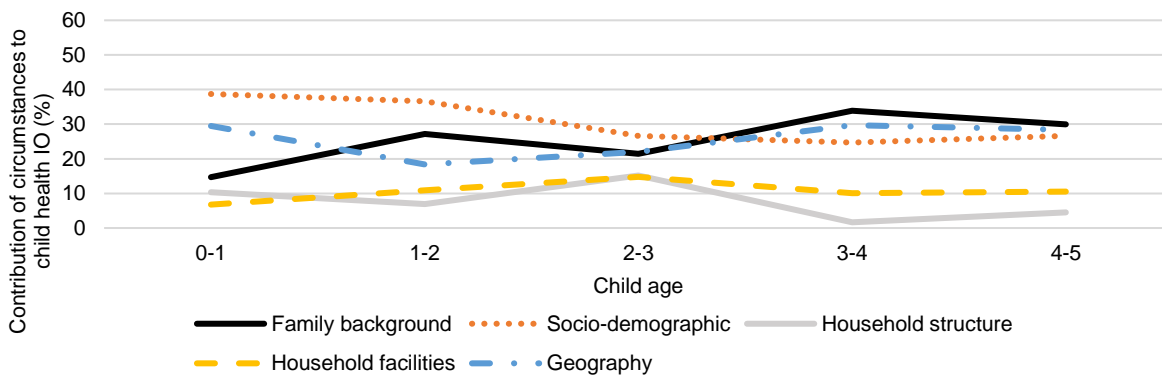 Contribution of circumstances to
child health IO (%)
60
50
40
30
20
10
0
0-1 1-2 2-3 3-4 4-5
Child age
Family background Socio-demographic Household structure
Household facilities Geography